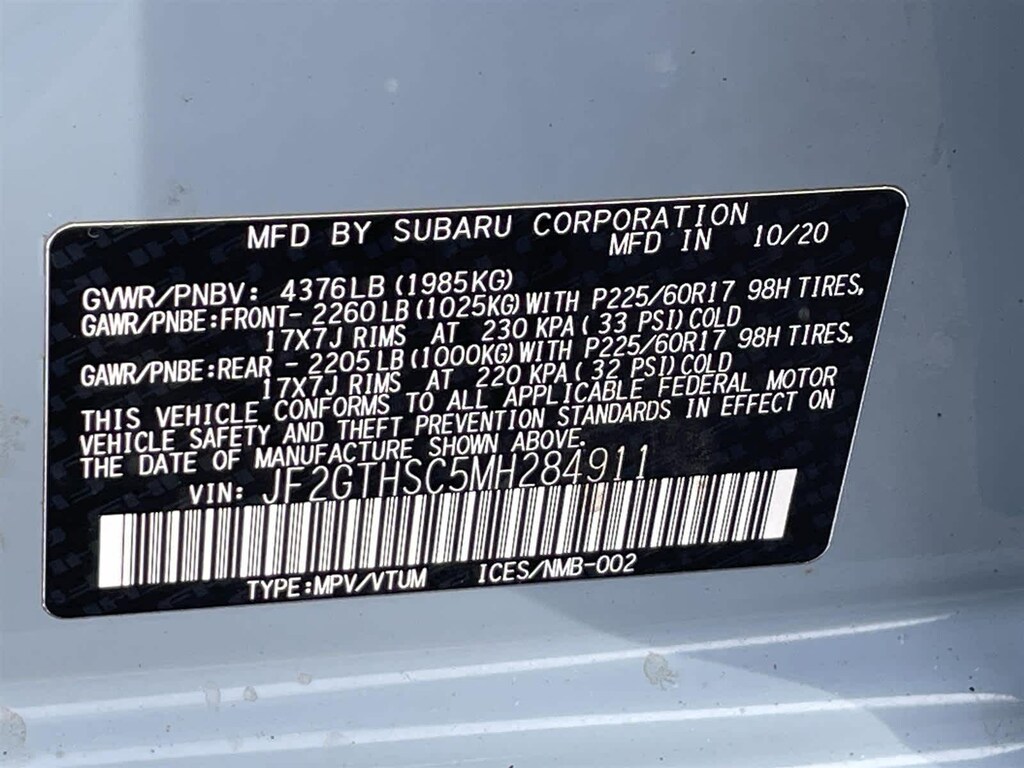 MFD BY SUBARU CORPORATION
MFD IN 10/20
GVWR/PNBV: 4376LB (1985KG)
GAWR/PNBE:FRONT- 2260LB (1025KG) WITH P225/60R17 98H TIRES,
17X7J RIMS AT 230 KPA( 33 PSI) COLD
GAWR/PNBE:REAR - 2205LB (1000KG) WITH P225/60R17 98H TIRES,
17X7J RIMS AT 220 KPA( 32 PSI) COLD
THIS VEHICLE CONFORMS TO ALL APPLICABLE FEDERAL MOTOR
VEHICLE SAFETY AND THEFT PREVENTION STANDARDS IN EFFECT ON
THE DATE OF MANUFACTURE SHOWN ABOVE.
VIN: JF2GTHSC5MH284911
TYPE:MPV/VTUM ICES/NMB-002